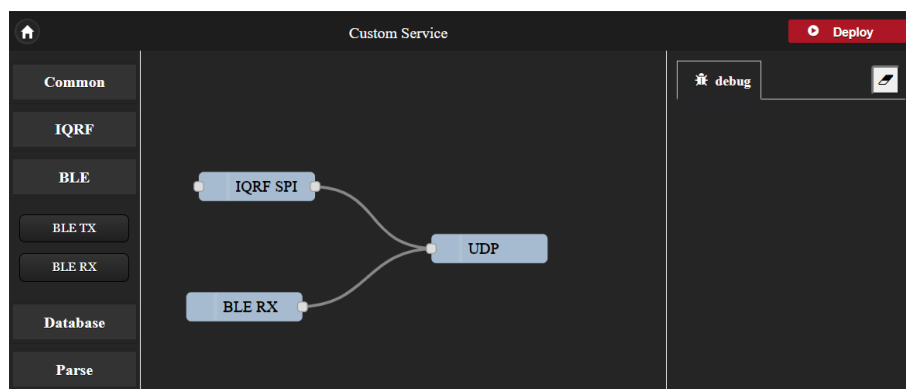 Custom Service
Deploy
Common
IQRF
BLE
BLE TX
BLE RX
Database
Parse
IQRF SPI
UDP
BLE RX
debug